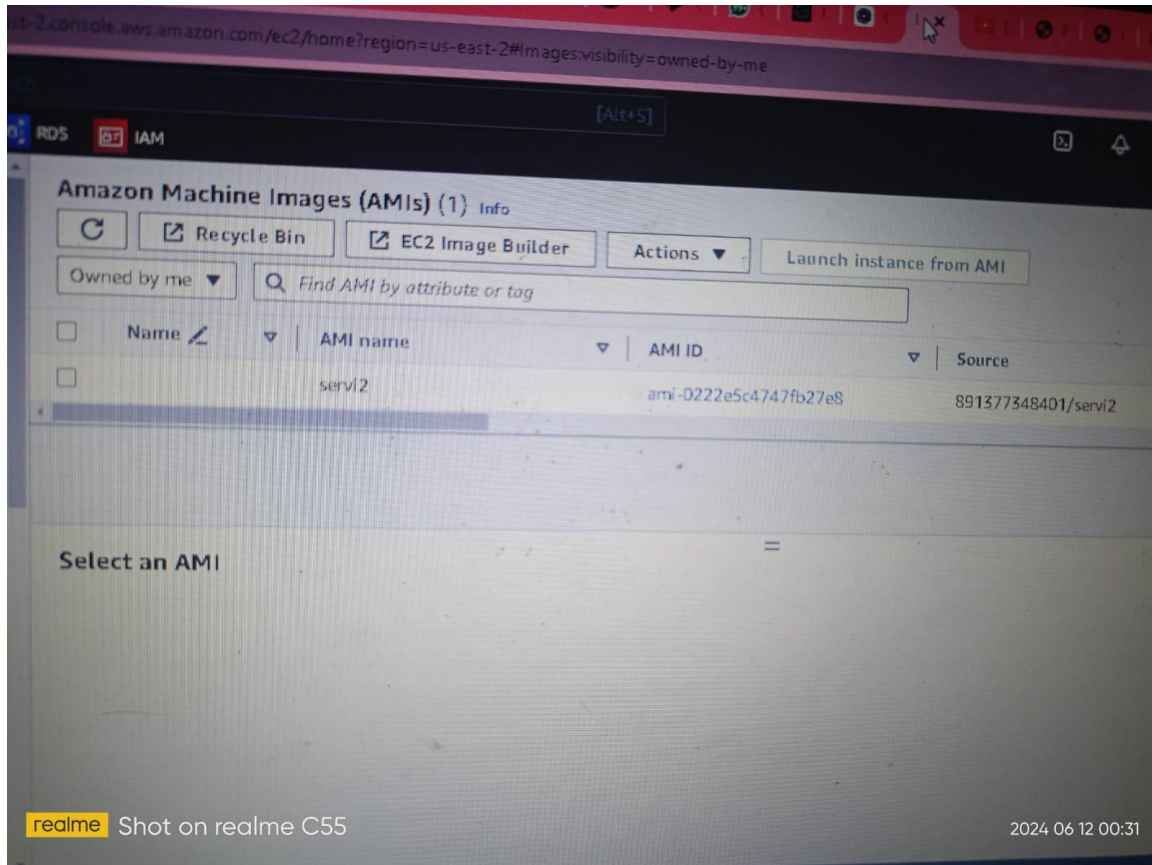 st-2.console.aws.amazon.com/ec2/home?region=us-east-2#Images:visibility=owned-by-me
[Alt+S]
RDS IAM
Amazon Machine Images (AMIs) (1) Info
Recycle Bin EC2 Image Builder Actions Launch instance from AMI
Owned by me Find AMI by attribute or tag
Name AMI name AMI ID Source
servi2 ami-0222e5c4747fb27e8 891377348401/servi2
Select an AMI
realme Shot on realme C55 2024 06 12 00:31